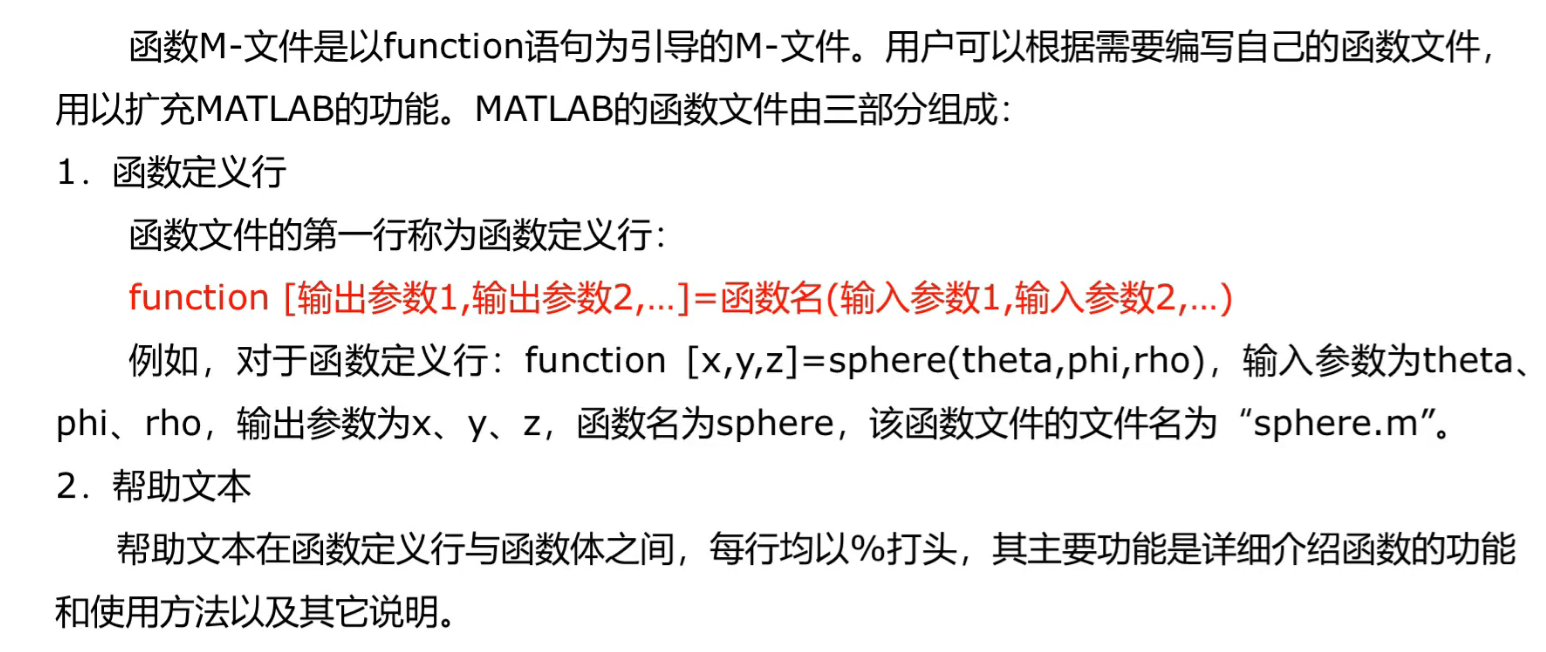 函数M-文件是以function语句为引导的M-文件。用户可以根据需要编写自己的函数文件，
用以扩充MATLAB的功能。MATLAB的函数文件由三部分组成：
1．函数定义行
函数文件的第一行称为函数定义行：
function [输出参数1,输出参数2,…]=函数名(输入参数1,输入参数2,…)
例如，对于函数定义行：function [x,y,z]=sphere(theta,phi,rho)，输入参数为theta、
phi、rho，输出参数为x、y、z，函数名为sphere，该函数文件的文件名为“sphere.m”。
2．帮助文本
帮助文本在函数定义行与函数体之间，每行均以%打头，其主要功能是详细介绍函数的功能
和使用方法以及其它说明。